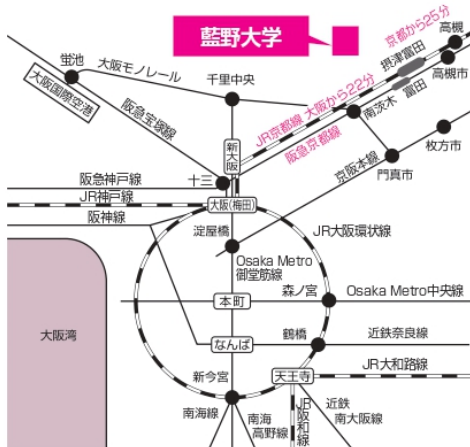 藍野大学
京都から25分
高槻
摂津富田
高槻市
富田
蛍池
大阪モノレール
千里中央
大阪国際空港
阪急宝塚線
JR京都線 大阪から22分
阪急京都線
南茨木
新大阪
京阪本線
枚方市
門真市
阪急神戸線
十三
JR神戸線
大阪(梅田)
阪神線
淀屋橋
JR大阪環状線
Osaka Metro
御堂筋線
森ノ宮
Osaka Metro中央線
本町
大阪湾
鶴橋
近鉄奈良線
なんば
新今宮
天王寺
JR大和路線
南海線
南海
高野線
JR阪和線
近鉄
南大阪線